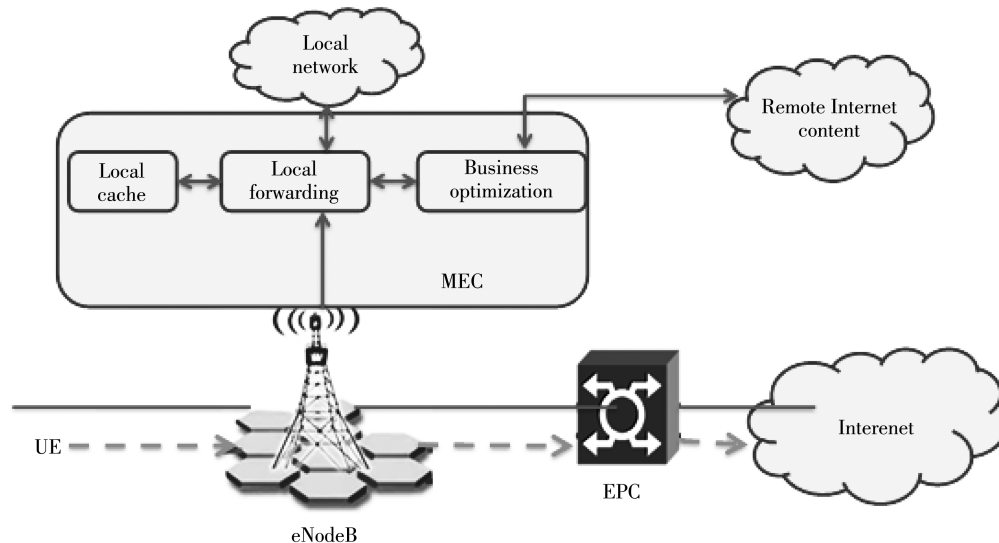 Local
network
Remote Internet
content
Local
cache
Local
forwarding
Business
optimization
MEC
UE
Interenet
EPC
eNodeB